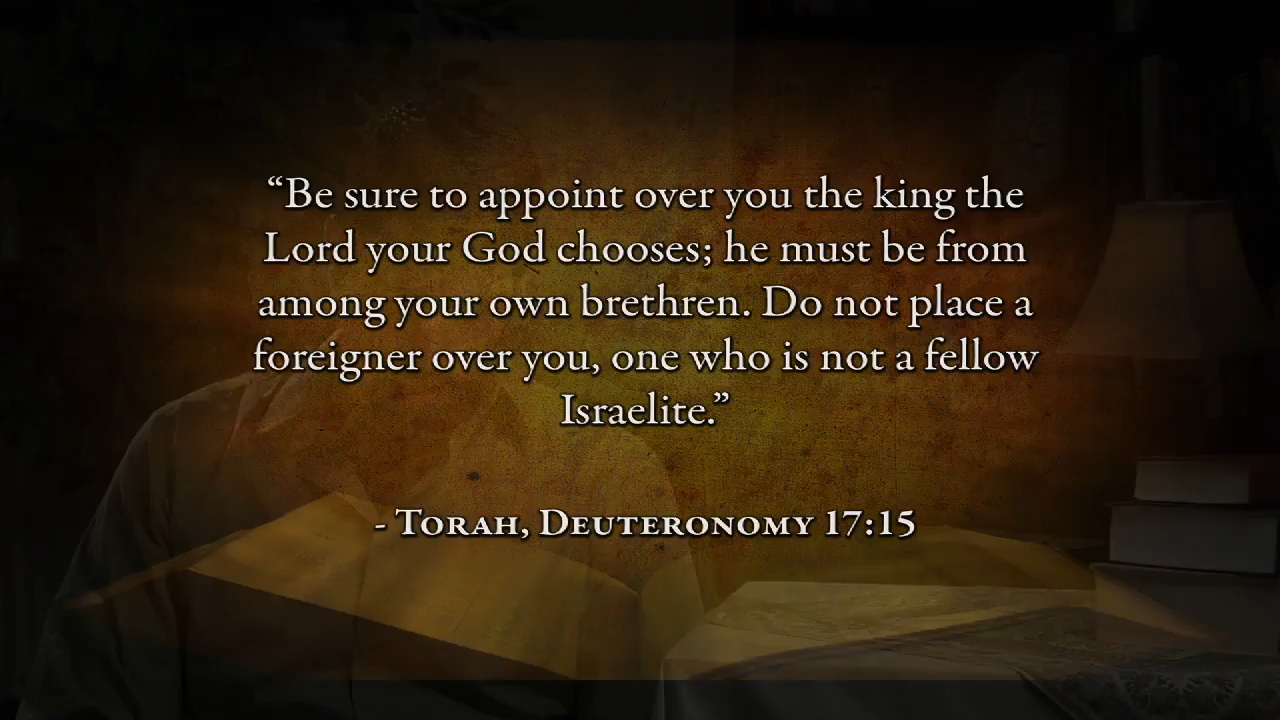 “Be sure to appoint over you the king the
Lord your God chooses; he must be from
among your own brethren. Do not place a
foreigner over you, one who is not a fellow
Israelite.”
- Torah, Deuteronomy 17:15